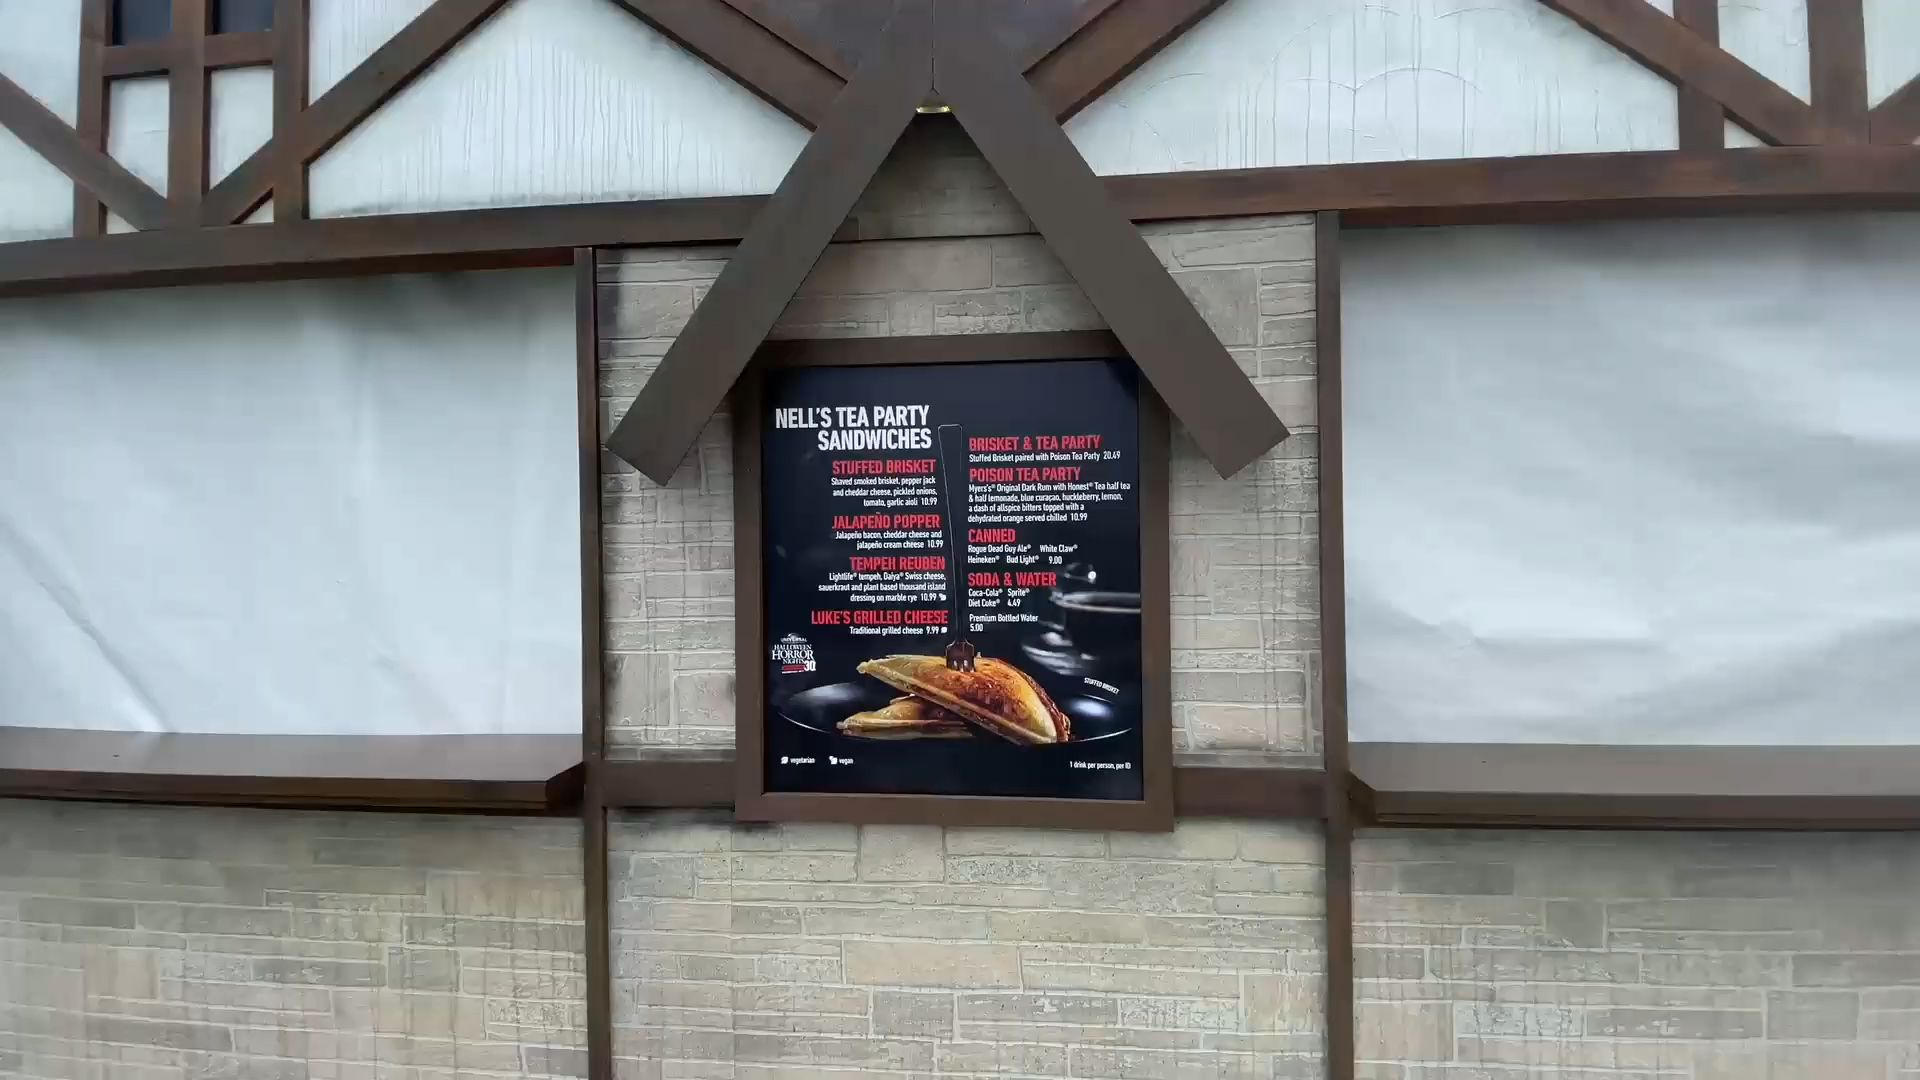 NELL'S TEA PARTY
SANDWICHES
STUFFED BRISKET
Shaved smoked brisket, pepper jack
and cheddar cheese, pickled onions,
tomato, garlic aioli 10.99
JALAPEÑO POPPER
Jalapeño bacon, cheddar cheese and
jalapeño cream cheese 10.99
TEMPEH REUBEN
Lightlife® tempeh, Daiya® Swiss cheese,
sauerkraut and plant based thousand island
dressing on marble rye 10.99
LUKE'S GRILLED CHEESE
Traditional grilled cheese 9.99
BRISKET & TEA PARTY
Stuffed Brisket paired with Poison Tea Party 20.49
POISON TEA PARTY
Myers's® Original Dark Rum with Honest® Tea half tea
& half lemonade, blue curaçao, huckleberry, lemon,
a dash of allspice bitters topped with a
dehydrated orange served chilled 10.99
CANNED
Rogue Dead Guy Ale® White Claw®
Heineken® Bud Light® 9.00
SODA & WATER
Coca-Cola® Sprite®
Diet Coke® 4.49
Premium Bottled Water
5.00
UNIVERSAL
HALLOWEEN
HORROR
NIGHTS 30
STUFFED BRISKET
vegetarian vegan
1 drink per person, per ID